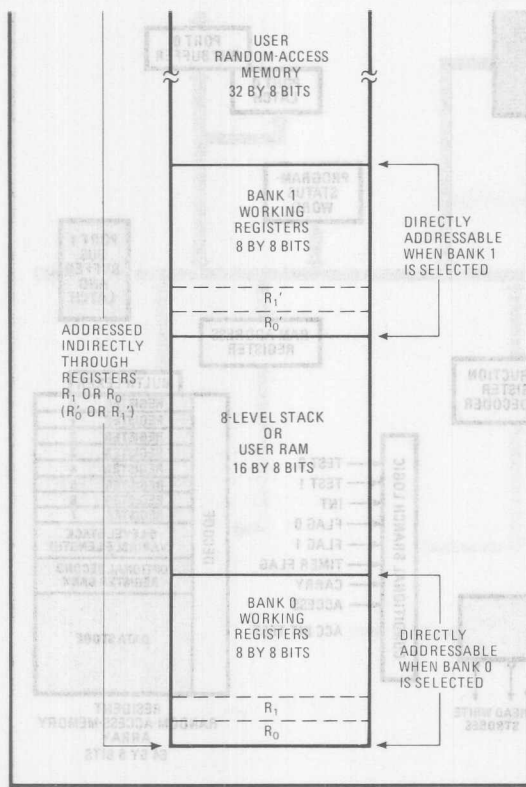 USER
RANDOM-ACCESS
MEMORY
32 BY 8 BITS
BANK 1
WORKING
REGISTERS
8 BY 8 BITS
R1'
R0'
DIRECTLY
ADDRESSABLE
WHEN BANK 1
IS SELECTED
ADDRESSED
INDIRECTLY
THROUGH
REGISTERS
R1 OR R0
(R0' OR R1')
8-LEVEL STACK
OR
USER RAM
16 BY 8 BITS
BANK 0
WORKING
REGISTERS
8 BY 8 BITS
R1
R0
DIRECTLY
ADDRESSABLE
WHEN BANK 0
IS SELECTED